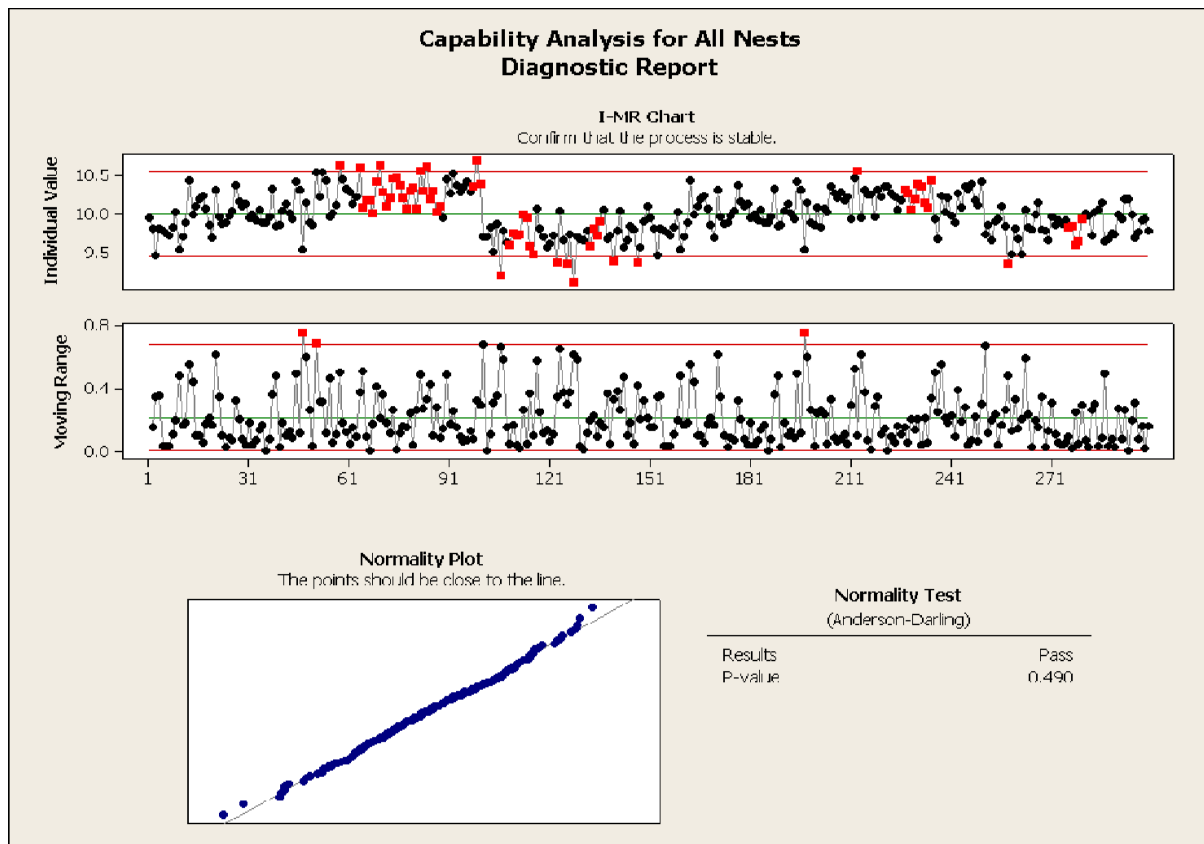 Capability Analysis for All Nests
Diagnostic Report
I-MR Chart
Confirm that the process is stable.
Individual Value
10.5
10.0
9.5
Moving Range
0.8
0.4
0.0
1 31 61 91 121 151 181 211 241 271
Normality Plot
The points should be close to the line.
Normality Test
(Anderson-Darling)
Results Pass
P-value 0.490